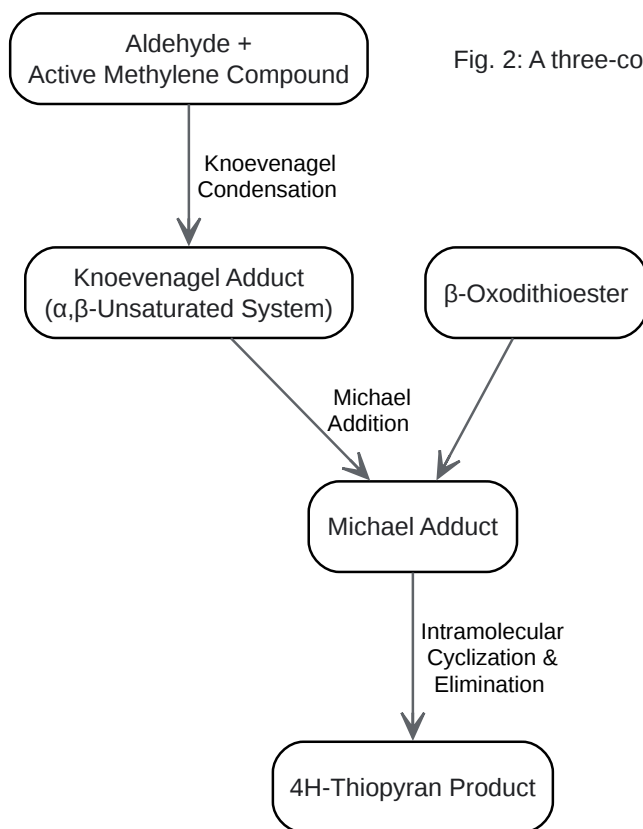 Aldehyde +
Active Methylene Compound
Fig. 2: A three-co
Knoevenagel
Condensation
Knoevenagel Adduct
(α,β-Unsaturated System)
β-Oxodithioester
Michael
Addition
Michael Adduct
Intramolecular
Cyclization &
Elimination
4H-Thiopyran Product